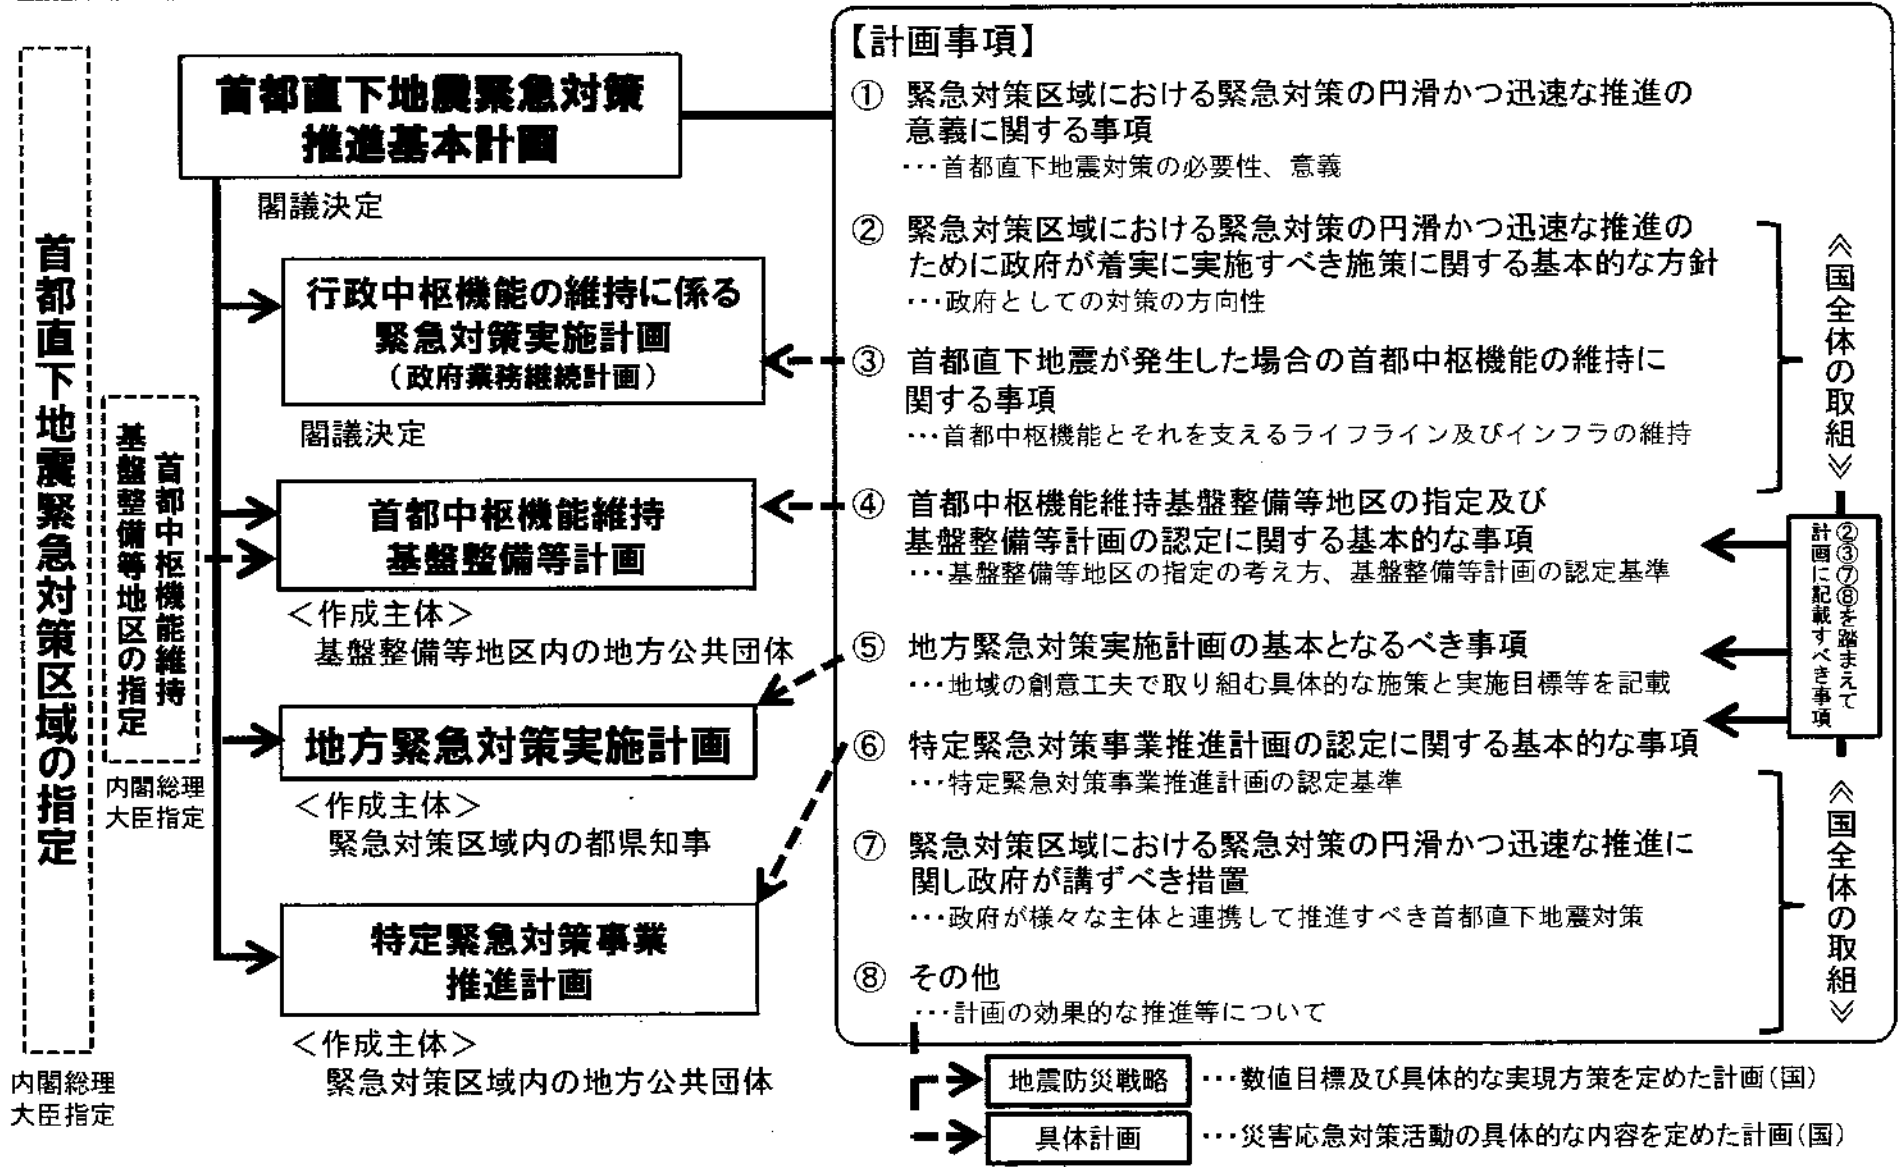 首都直下地震緊急対策区域の指定
内閣総理
大臣指定
首都中枢機能維持
基盤整備等地区の指定
内閣総理
大臣指定
首都直下地震緊急対策
推進基本計画
閣議決定
行政中枢機能の維持に係る
緊急対策実施計画
（政府業務継続計画）
閣議決定
首都中枢機能維持
基盤整備等計画
＜作成主体＞
基盤整備等地区内の地方公共団体
地方緊急対策実施計画
＜作成主体＞
緊急対策区域内の都県知事
特定緊急対策事業
推進計画
＜作成主体＞
緊急対策区域内の地方公共団体
【計画事項】
① 緊急対策区域における緊急対策の円滑かつ迅速な推進の
意義に関する事項
･･･首都直下地震対策の必要性、意義
② 緊急対策区域における緊急対策の円滑かつ迅速な推進の
ために政府が着実に実施すべき施策に関する基本的な方針
･･･政府としての対策の方向性
③ 首都直下地震が発生した場合の首都中枢機能の維持に
関する事項
･･･首都中枢機能とそれを支えるライフライン及びインフラの維持
④ 首都中枢機能維持基盤整備等地区の指定及び
基盤整備等計画の認定に関する基本的な事項
･･･基盤整備等地区の指定の考え方、基盤整備等計画の認定基準
⑤ 地方緊急対策実施計画の基本となるべき事項
･･･地域の創意工夫で取り組む具体的な施策と実施目標等を記載
⑥ 特定緊急対策事業推進計画の認定に関する基本的な事項
･･･特定緊急対策事業推進計画の認定基準
⑦ 緊急対策区域における緊急対策の円滑かつ迅速な推進に
関し政府が講ずべき措置
･･･政府が様々な主体と連携して推進すべき首都直下地震対策
⑧ その他
･･･計画の効果的な推進等について
≪国全体の取組≫
②③⑦⑧を踏まえて
計画に記載すべき事項
≪国全体の取組≫
地震防災戦略 ･･･数値目標及び具体的な実現方策を定めた計画(国)
具体計画 ･･･災害応急対策活動の具体的な内容を定めた計画(国)